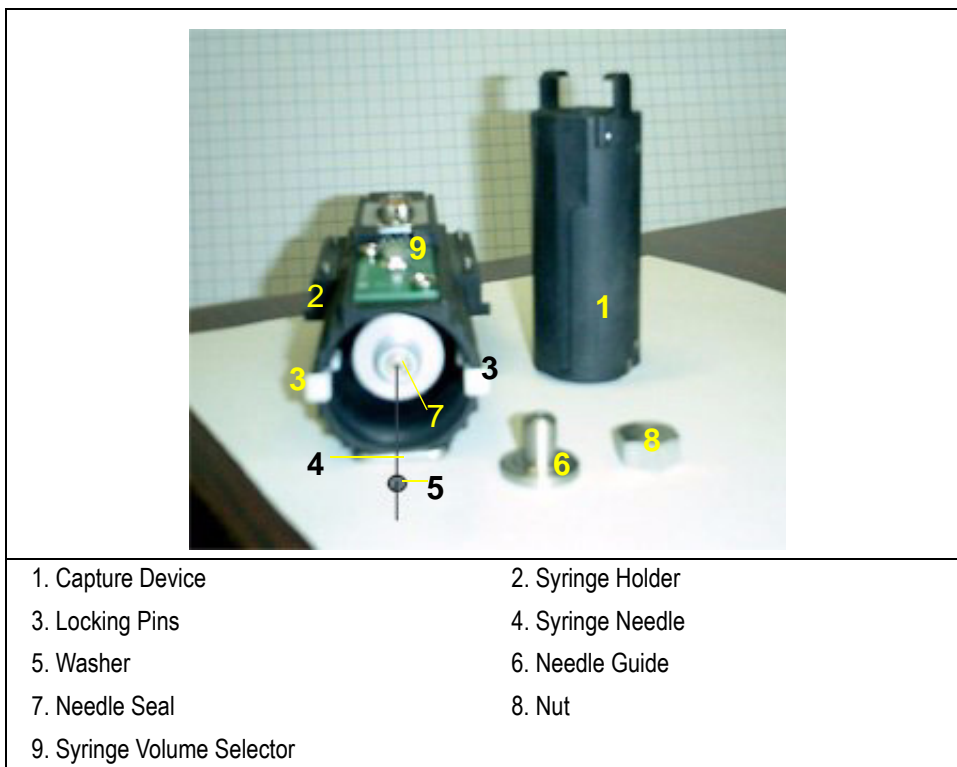 1
9
2
3
3
7
8
4
6
5
1. Capture Device
2. Syringe Holder
3. Locking Pins
4. Syringe Needle
5. Washer
6. Needle Guide
7. Needle Seal
8. Nut
9. Syringe Volume Selector